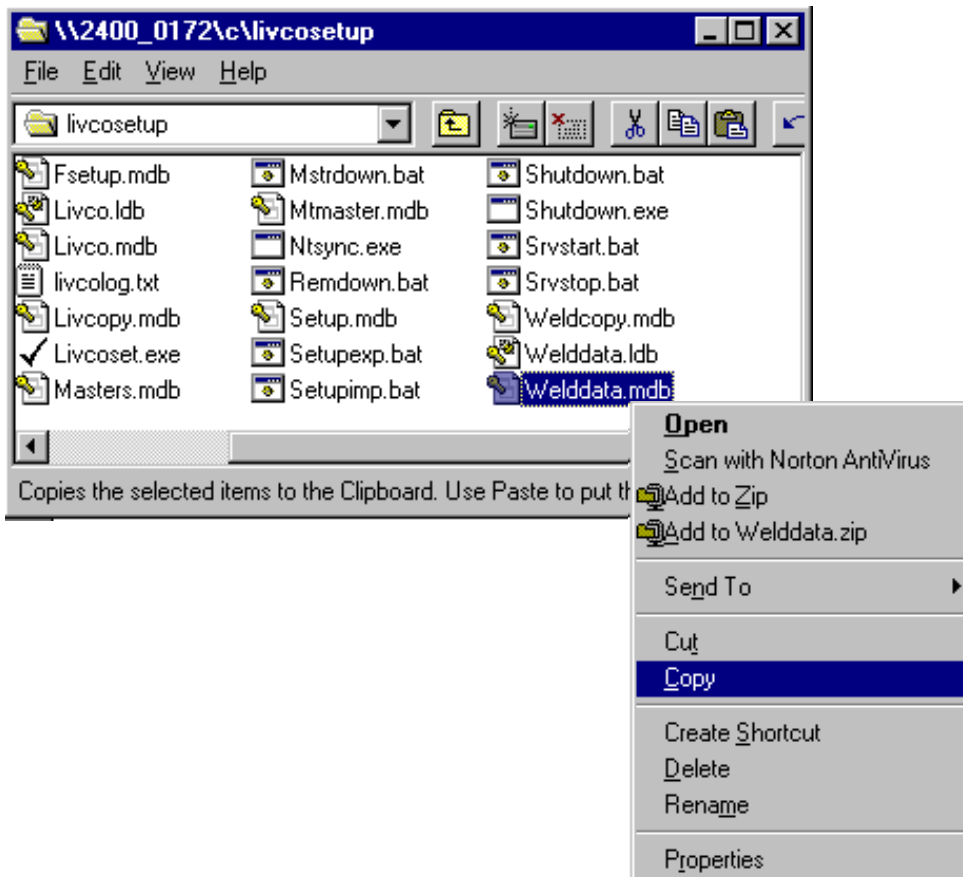 \\2400_0172\c\livcosetup
File Edit View Help
livcosetup
Fsetup.mdb Mstrdown.bat Shutdown.bat
Livco.ldb Mtmaster.mdb Shutdown.exe
Livco.mdb Ntsync.exe Srvstart.bat
livcolog.txt Remdown.bat Srvstop.bat
Livcopy.mdb Setup.mdb Weldcopy.mdb
Livcoset.exe Setupexp.bat Welddata.ldb
Masters.mdb Setupimp.bat Welddata.mdb
Copies the selected items to the Clipboard. Use Paste to put
Open
Scan with Norton AntiVirus
Add to Zip
Add to Welddata.zip
Send To
Cut
Copy
Create Shortcut
Delete
Rename
Properties